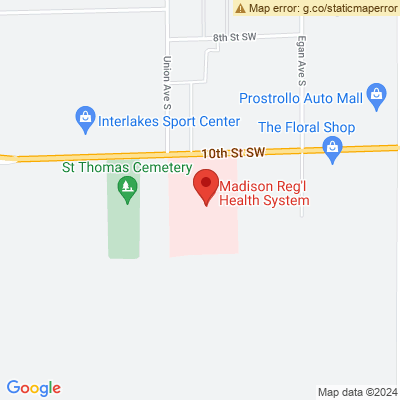 Map error: g.co/staticmaperror
8th St SW
Egan Ave S
Union Ave S
Prostrollo Auto Mall
Interlakes Sport Center
The Floral Shop
10th St SW
St Thomas Cemetery
Madison Reg'l
Health System
Google
Map data ©2024